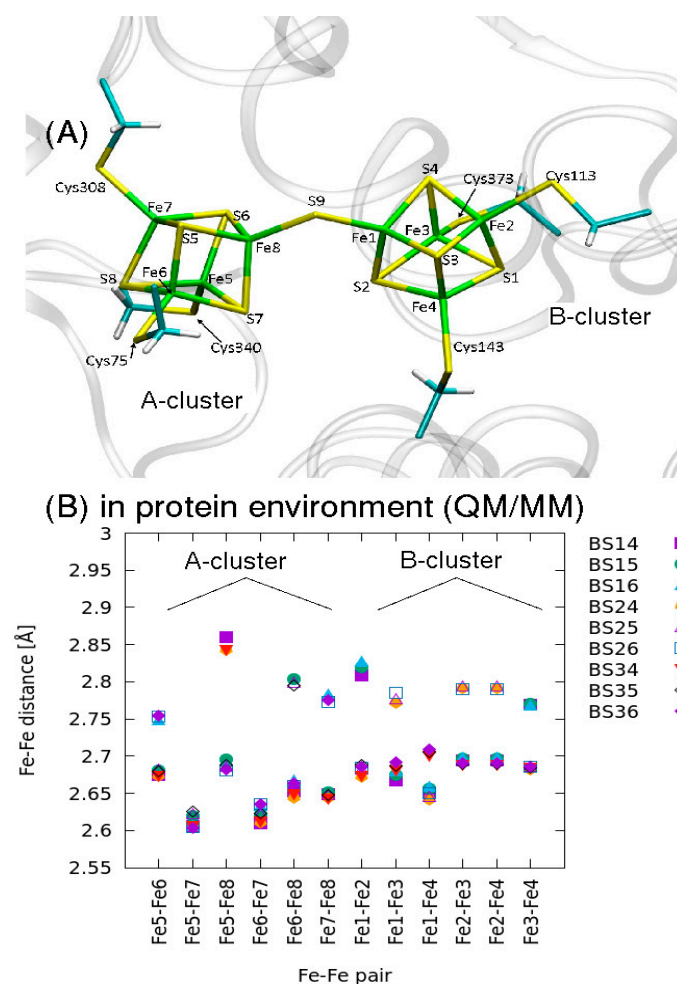 (A)
S4
Cys373
Cys113
Cys308
S9
Fe7
S6
S5
Fe8
Fe1
Fe3
Fe2
S3
S8
Fe6
Fe5
S2
S1
Fe4
S7
Cys75
Cys340
Cys143
B-cluster
A-cluster
(B) in protein environment (QM/MM)
3
2.95
2.9
2.85
2.8
2.75
2.7
2.65
2.6
2.55
Fe-Fe distance [Å]
A-cluster
B-cluster
BS14
BS15
BS16
BS24
BS25
BS26
BS34
BS35
BS36
Fe5-Fe6
Fe5-Fe7
Fe5-Fe8
Fe6-Fe7
Fe6-Fe8
Fe7-Fe8
Fe1-Fe2
Fe1-Fe3
Fe1-Fe4
Fe2-Fe3
Fe2-Fe4
Fe3-Fe4
Fe-Fe pair